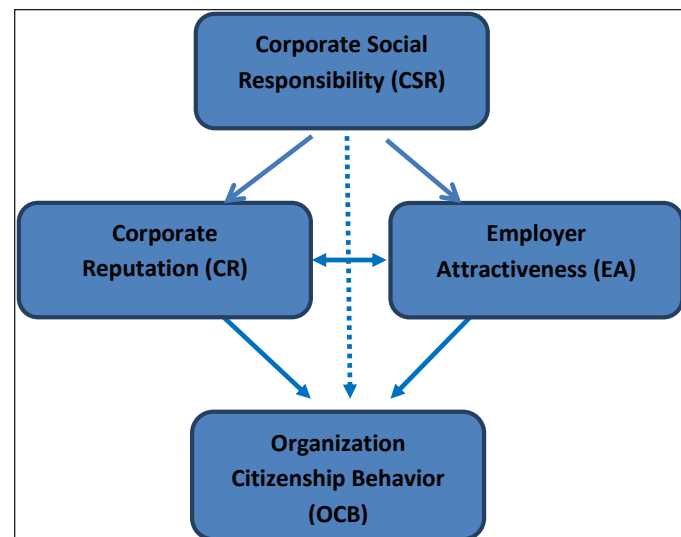 Corporate Social
Responsibility (CSR)
Corporate
Reputation (CR)
Employer
Attractiveness (EA)
Organization
Citizenship Behavior
(OCB)